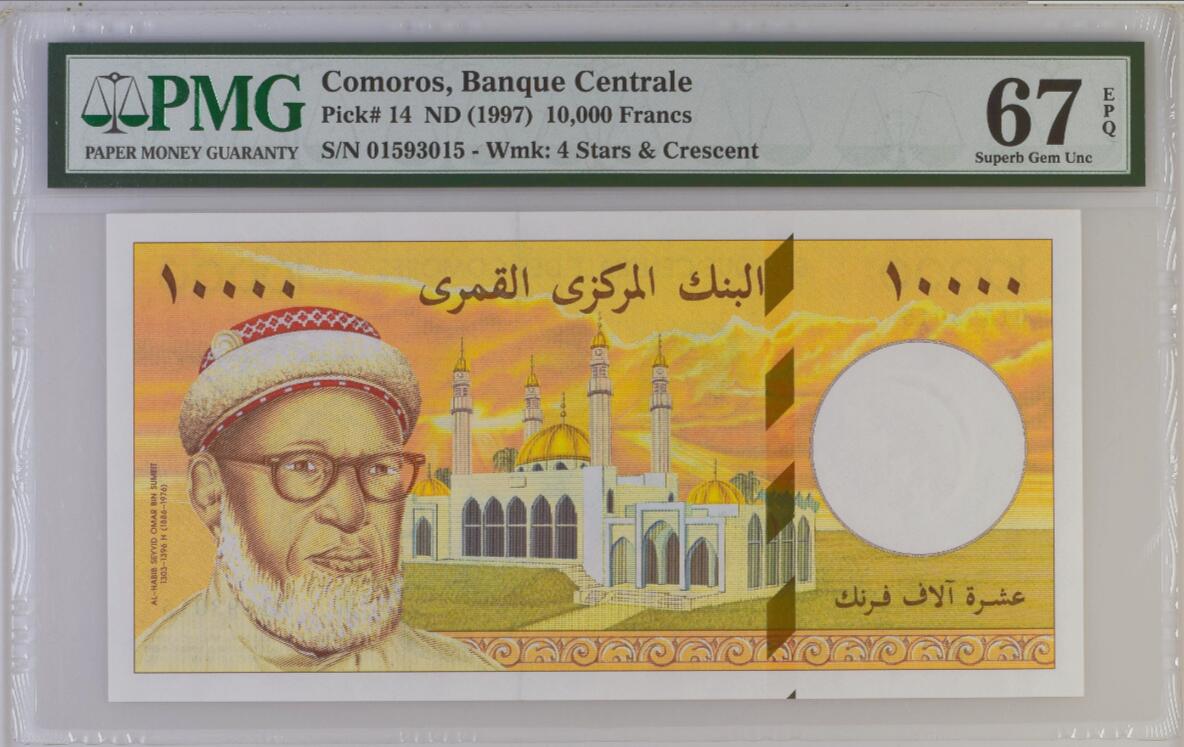 PMG
PAPER MONEY GUARANTY
Comoros, Banque Centrale
Pick# 14 ND (1997) 10,000 Francs
S/N 01593015 - Wmk: 4 Stars & Crescent
67
EPQ
Superb Gem Unc
١٠٠٠٠
البنك المركزى القمرى
١٠٠٠٠
AL-HABIB SEYYID OMAR BIN SUMEIT
1303-1396 H (1886-1976)
عشرة آلاف فرنك